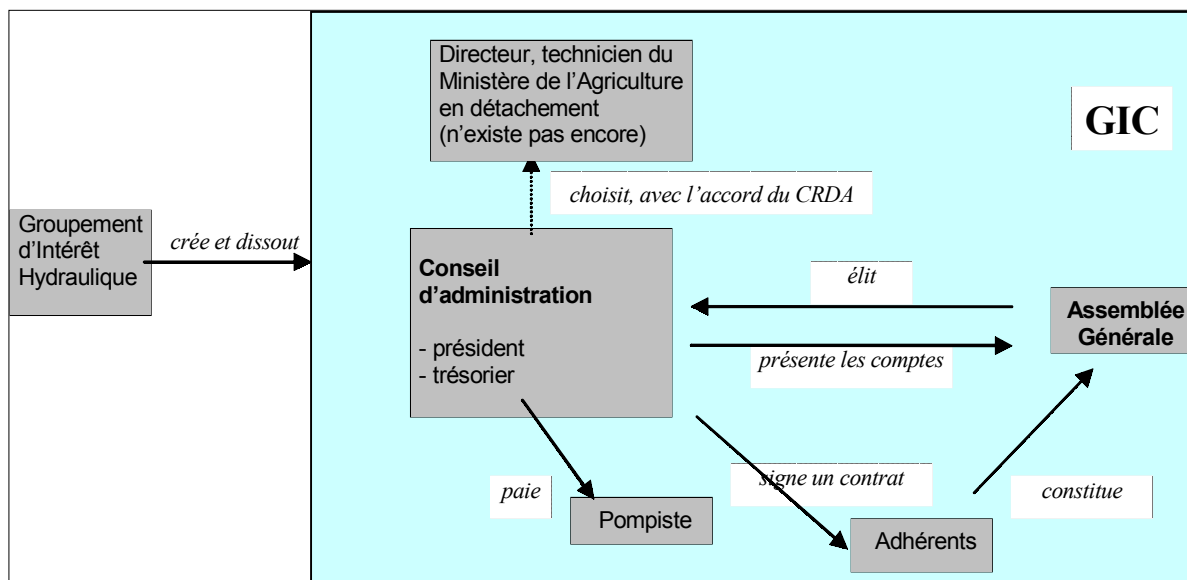 Directeur, technicien du
Ministère de l'Agriculture
en détachement
(n'existe pas encore)
GIC
choisit, avec l'accord du CRDA
Groupement
d'Intérêt
Hydraulique
crée et dissout
Conseil
d'administration
- président
- trésorier
élit
présente les comptes
Assemblée
Générale
paie
Pompiste
signe un contrat
Adhérents
constitue